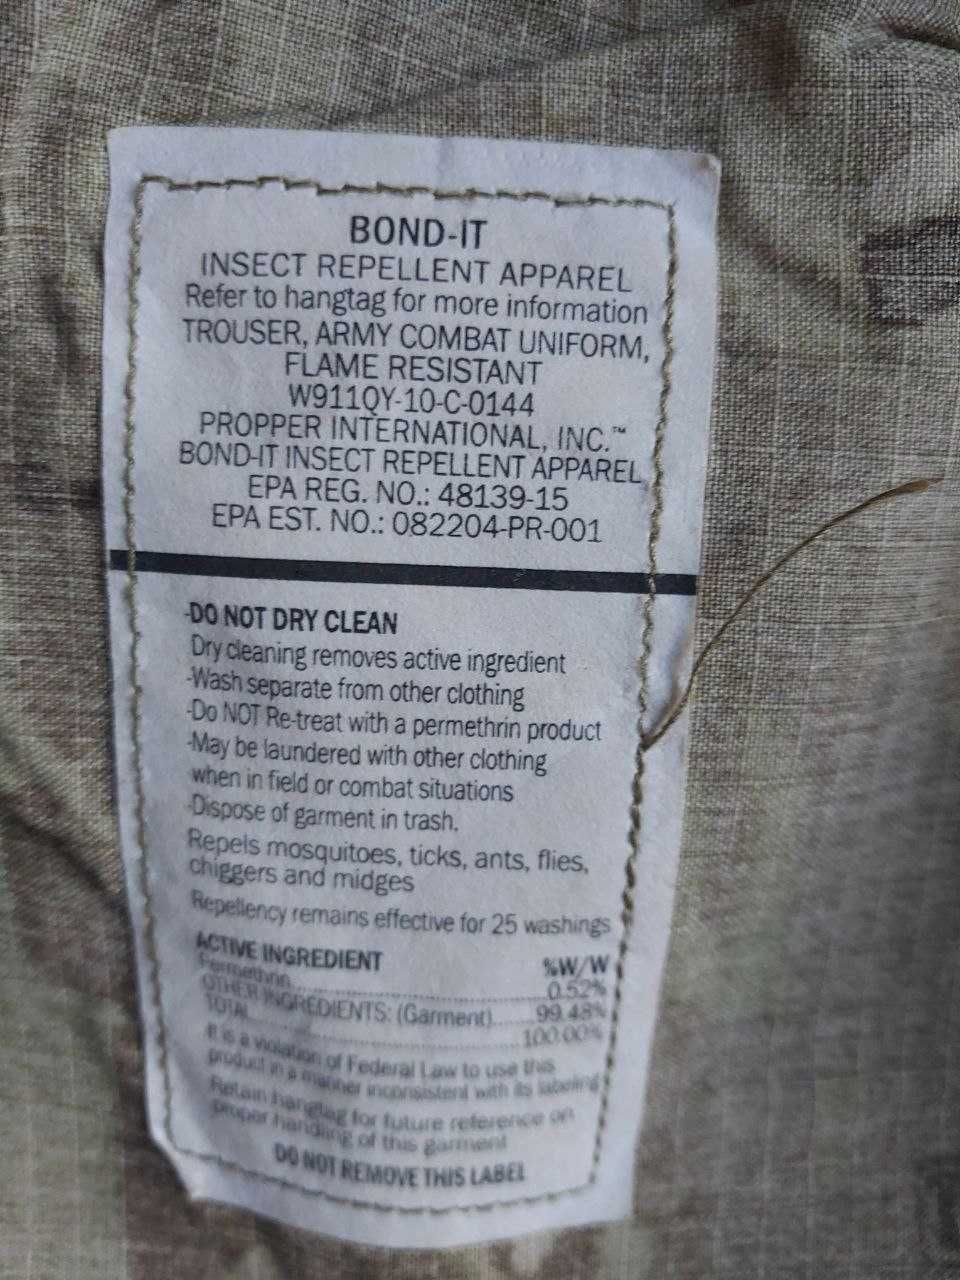 BOND-IT
INSECT REPELLENT APPAREL
Refer to hangtag for more information
TROUSER, ARMY COMBAT UNIFORM,
FLAME RESISTANT
W911QY-10-C-0144
PROPPER INTERNATIONAL, INC.™
BOND-IT INSECT REPELLENT APPAREL
EPA REG. NO.: 48139-15
EPA EST. NO.: 082204-PR-001
-DO NOT DRY CLEAN
Dry cleaning removes active ingredient
-Wash separate from other clothing
-Do NOT Re-treat with a permethrin product
-May be laundered with other clothing
when in field or combat situations
-Dispose of garment in trash.
Repels mosquitoes, ticks, ants, flies,
chiggers and midges
Repellency remains effective for 25 washings
ACTIVE INGREDIENT %W/W
Permethrin..............................0.52%
OTHER INGREDIENTS: (Garment)......99.48%
TOTAL..............................100.00%
It is a violation of Federal Law to use this
product in a manner inconsistent with its labeling
Retain hangtag for future reference on
proper handling of this garment
DO NOT REMOVE THIS LABEL